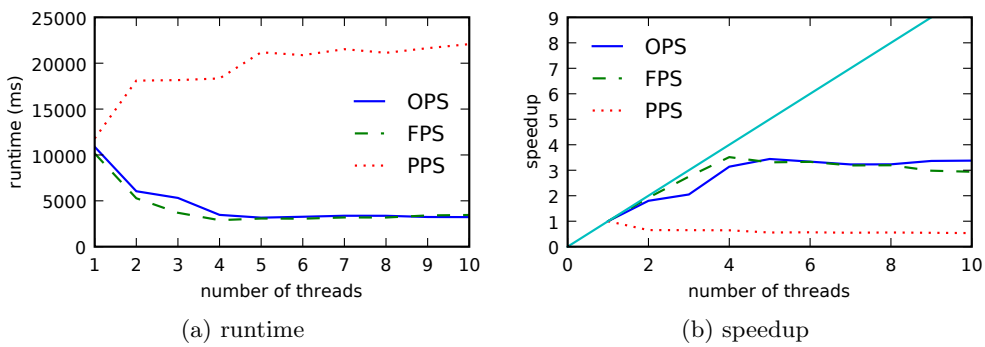 25000
20000
15000
10000
5000
0
runtime (ms)
OPS
FPS
PPS
1 2 3 4 5 6 7 8 9 10
number of threads
(a) runtime
9
8
7
6
5
4
3
2
1
0
speedup
OPS
FPS
PPS
0 2 4 6 8 10
number of threads
(b) speedup